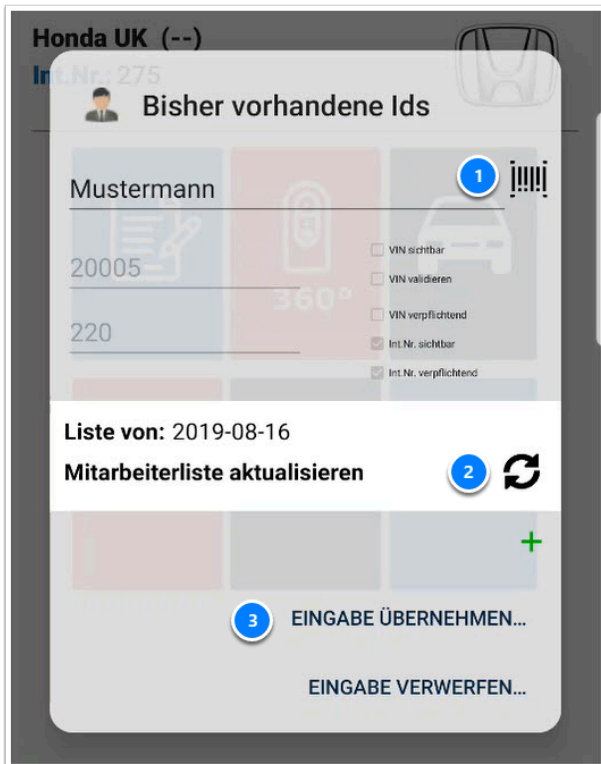 Honda UK (--)
Int.Nr.: 275
Bisher vorhandene Ids
Mustermann
1
20005
220
360°
VIN sichtbar
VIN validieren
VIN verpflichtend
Int.Nr. sichtbar
Int.Nr. verpflichtend
Liste von: 2019-08-16
Mitarbeiterliste aktualisieren
2
+
3
EINGABE ÜBERNEHMEN...
EINGABE VERWERFEN...